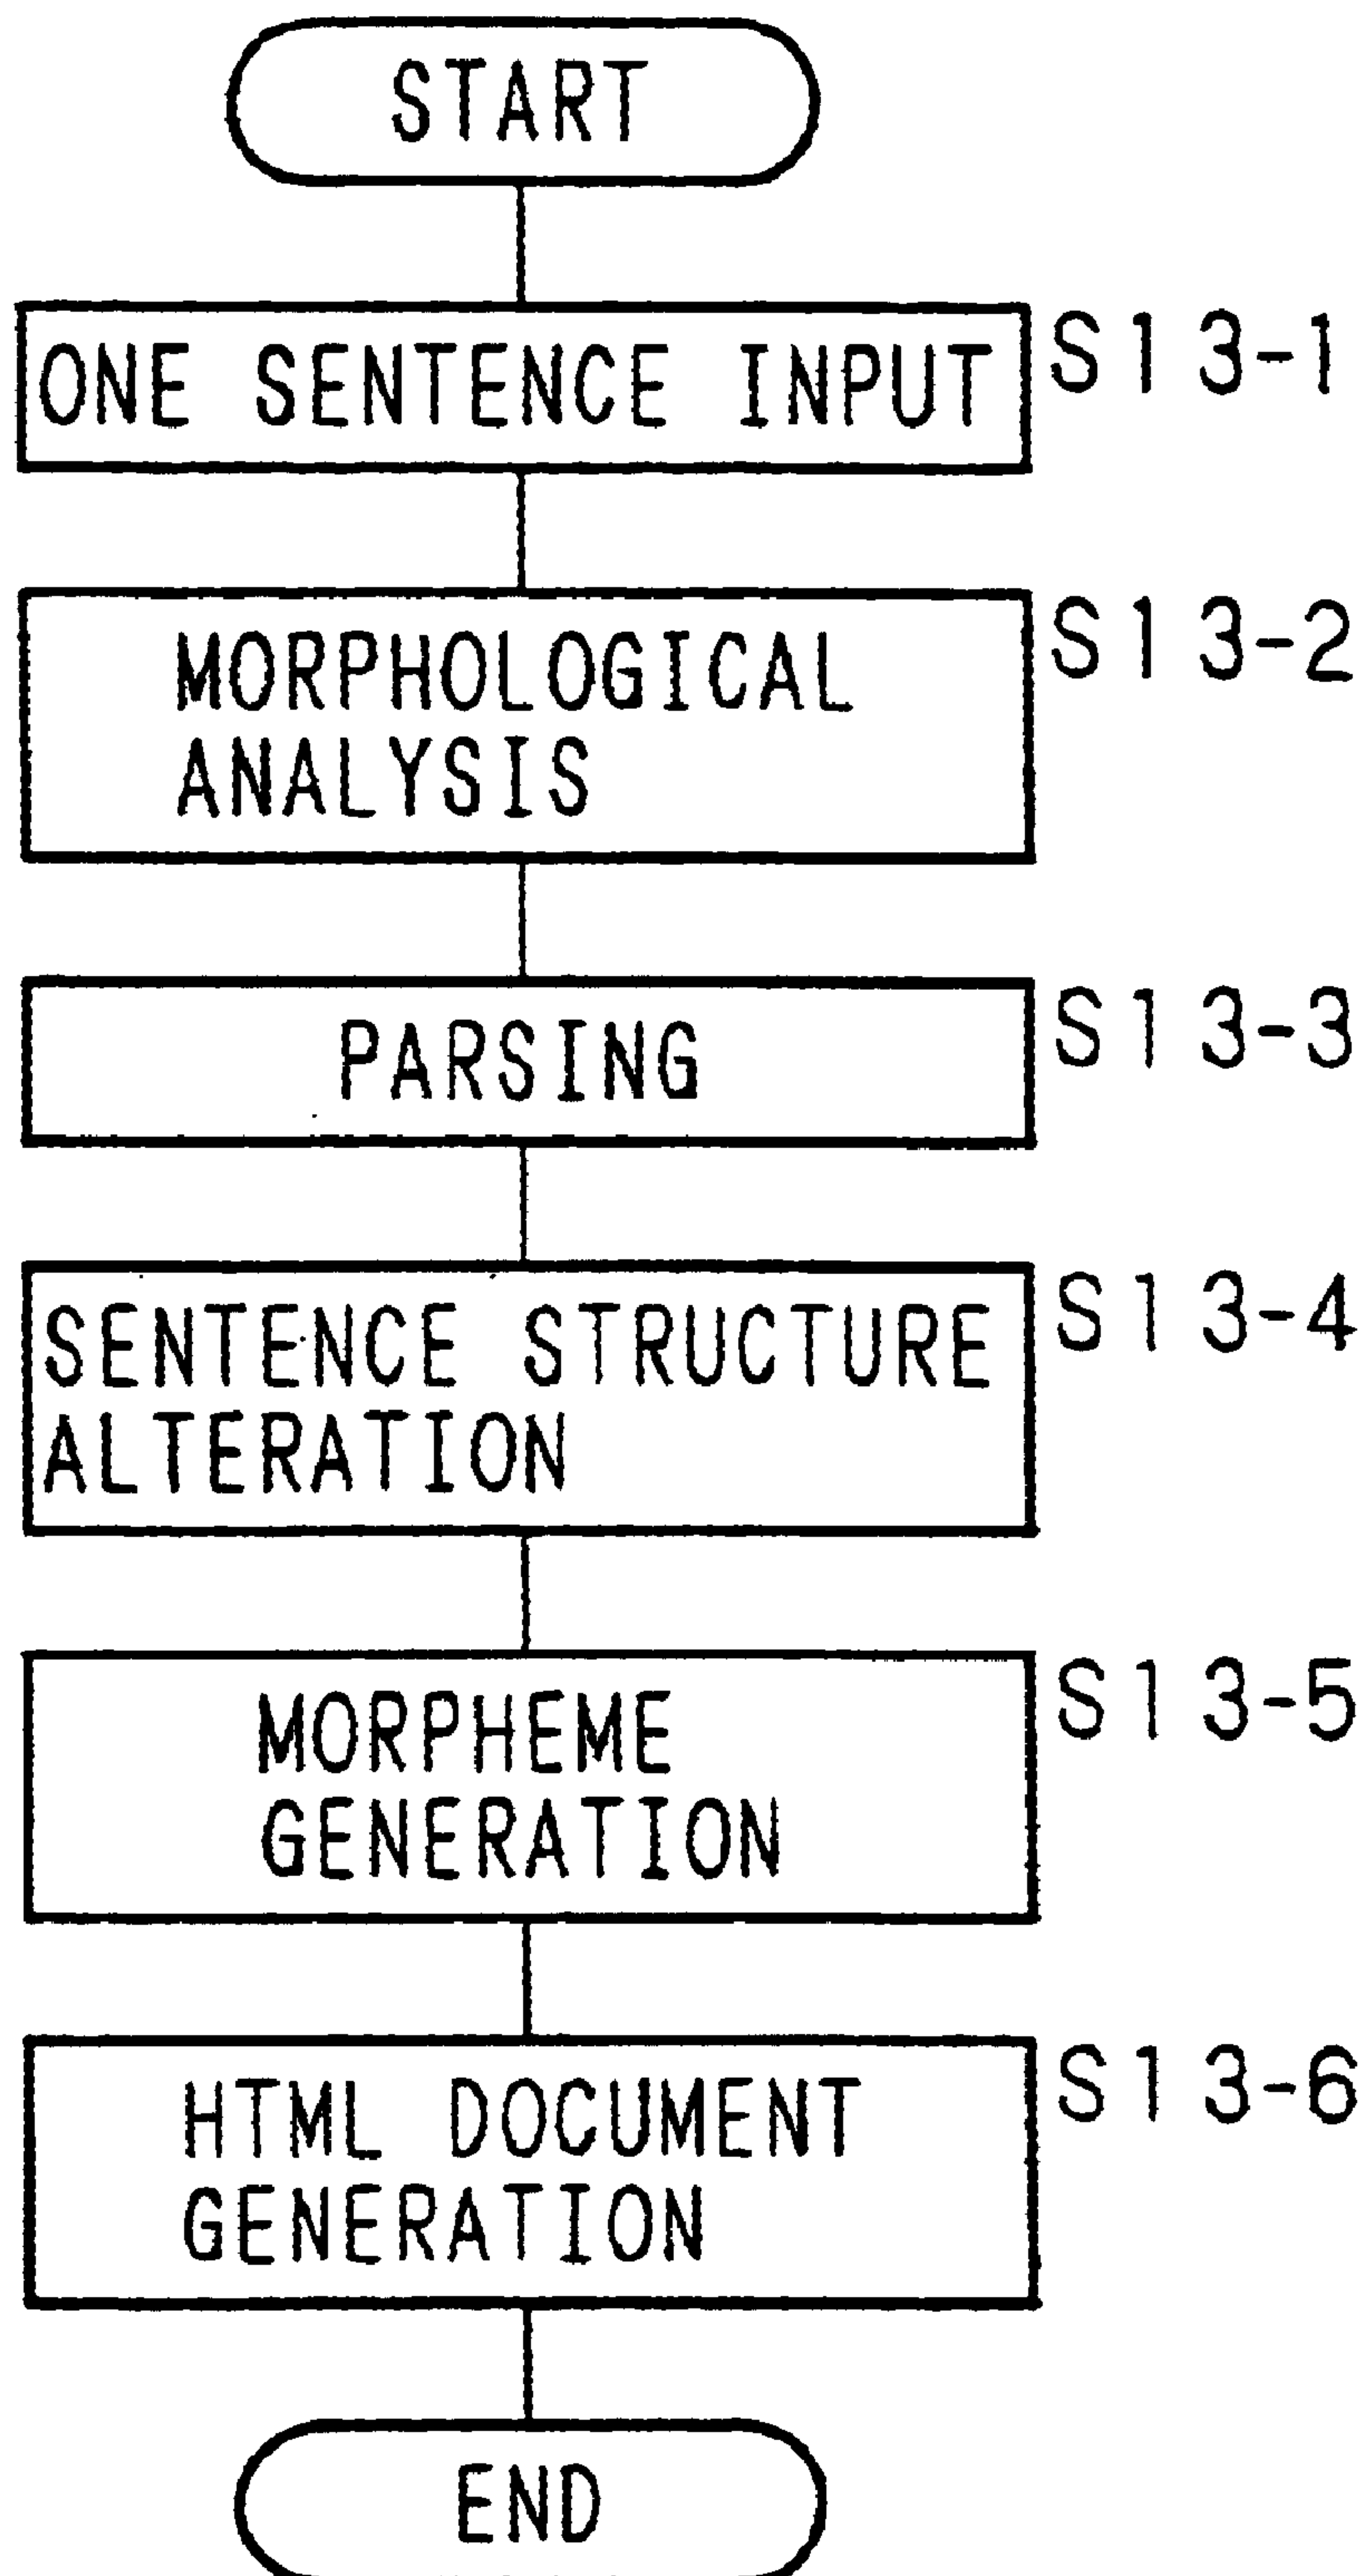 START
ONE SENTENCE INPUT
S13-1
MORPHOLOGICAL
ANALYSIS
S13-2
PARSING
S13-3
SENTENCE STRUCTURE
ALTERATION
S13-4
MORPHEME
GENERATION
S13-5
HTML DOCUMENT
GENERATION
S13-6
END